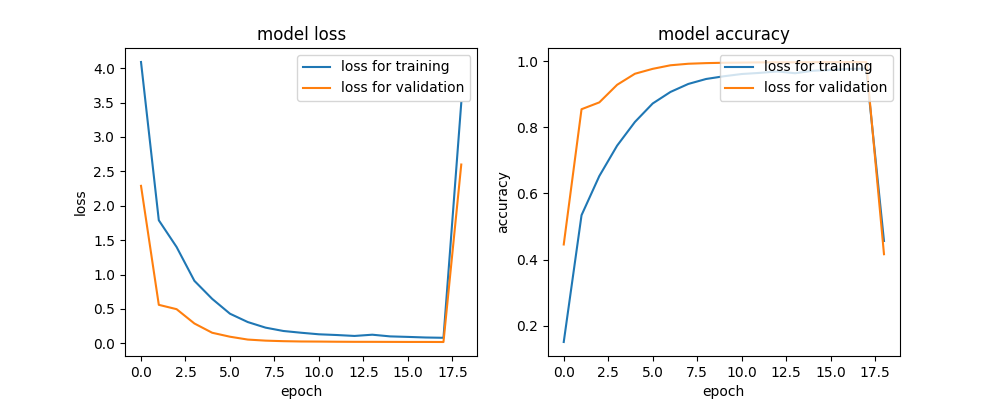 model loss
loss for training
loss for validation
4.0
3.5
3.0
2.5
2.0
1.5
1.0
0.5
0.0
loss
0.0 2.5 5.0 7.5 10.0 12.5 15.0 17.5
epoch
model accuracy
loss for training
loss for validation
1.0
0.8
0.6
0.4
0.2
accuracy
0.0 2.5 5.0 7.5 10.0 12.5 15.0 17.5
epoch